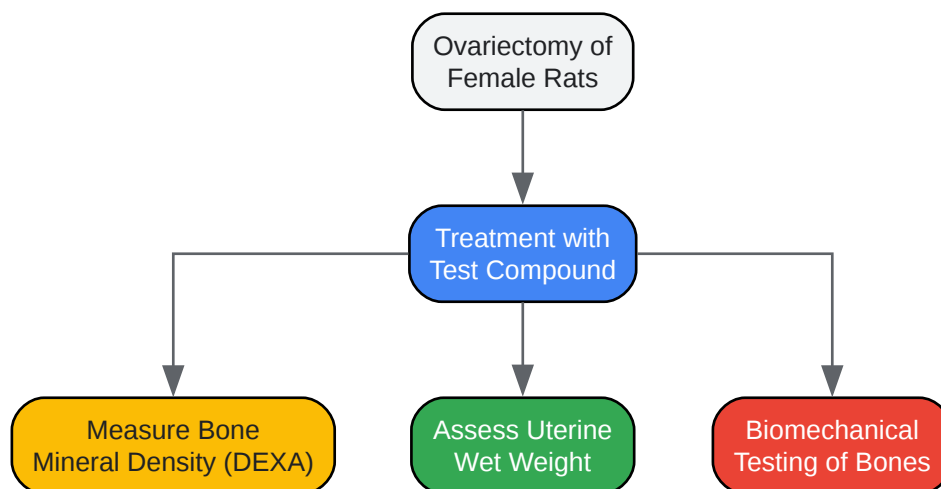 Ovariectomy of
Female Rats
Treatment with
Test Compound
Measure Bone
Mineral Density (DEXA)
Assess Uterine
Wet Weight
Biomechanical
Testing of Bones